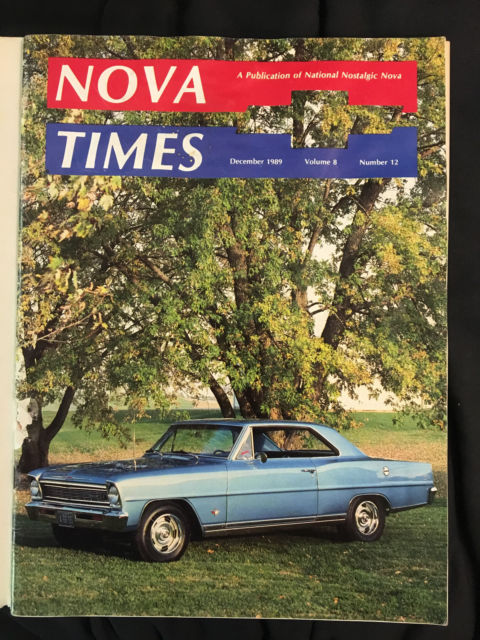 NOVA
A Publication of National Nostalgic Nova
TIMES
December 1989 Volume 8 Number 12